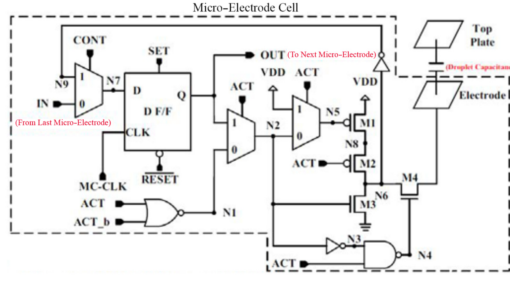 Micro-Electrode Cell
CONT
SET
OUT (To Next Micro-Electrode)
Top
Plate
N9
1
N7
D
Q
VDD
ACT
VDD
(Droplet Capacitance
IN
0
D F/F
ACT
Electrode
(From Last Micro-Electrode)
1
N5
M1
CLK
1
N2
0
N8
0
ACT
M2
M4
MC-CLK
RESET
N6
ACT
N1
M3
ACT_b
N3
N4
ACT